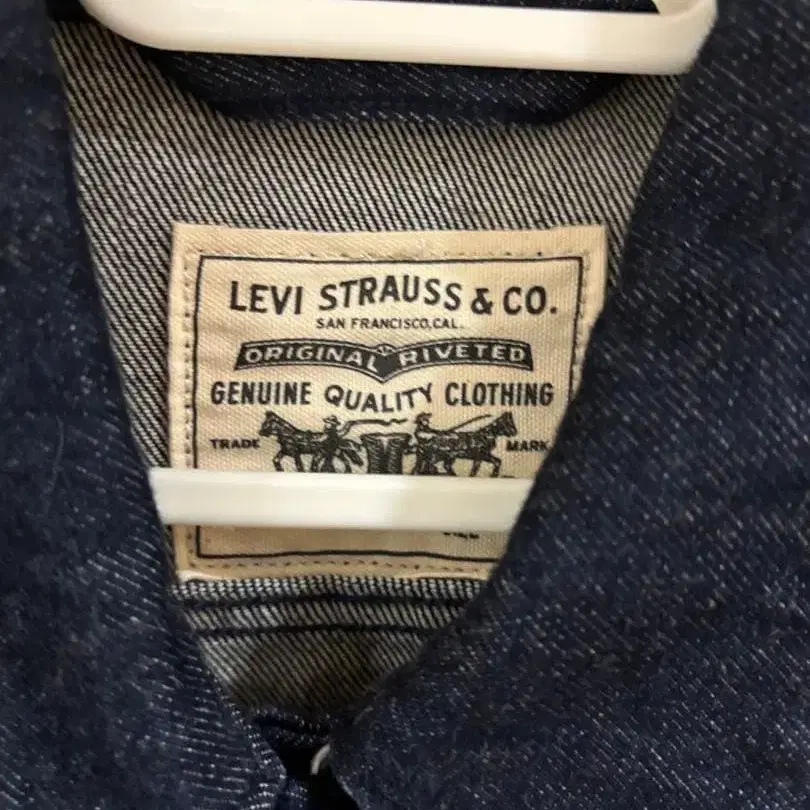 LEVI STRAUSS & CO.
SAN FRANCISCO, CAL.
ORIGINAL RIVETED
GENUINE QUALITY CLOTHING
TRADE MARK